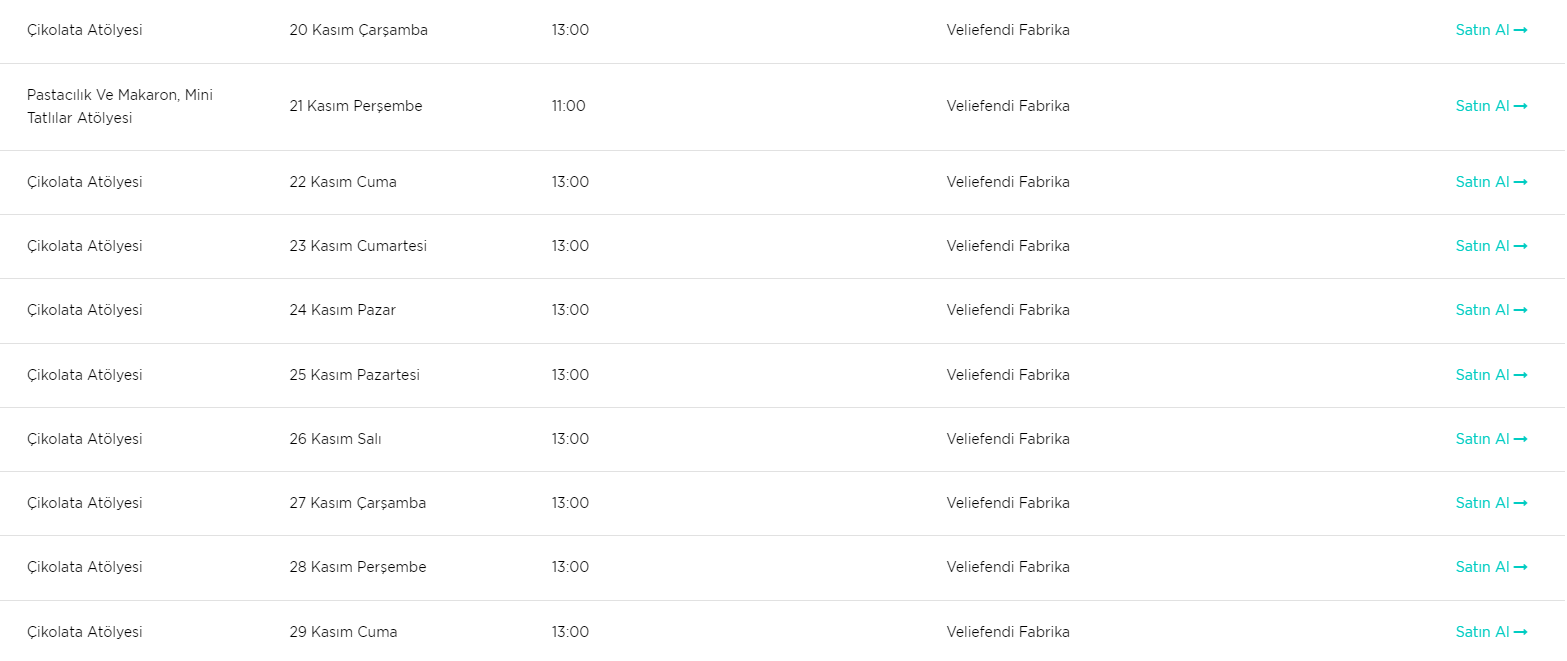 Çikolata Atölyesi 20 Kasım Çarşamba 13:00 Veliefendi Fabrika Satın Al →
Pastacılık Ve Makaron, Mini
Tatlılar Atölyesi 21 Kasım Perşembe 11:00 Veliefendi Fabrika Satın Al →
Çikolata Atölyesi 22 Kasım Cuma 13:00 Veliefendi Fabrika Satın Al →
Çikolata Atölyesi 23 Kasım Cumartesi 13:00 Veliefendi Fabrika Satın Al →
Çikolata Atölyesi 24 Kasım Pazar 13:00 Veliefendi Fabrika Satın Al →
Çikolata Atölyesi 25 Kasım Pazartesi 13:00 Veliefendi Fabrika Satın Al →
Çikolata Atölyesi 26 Kasım Salı 13:00 Veliefendi Fabrika Satın Al →
Çikolata Atölyesi 27 Kasım Çarşamba 13:00 Veliefendi Fabrika Satın Al →
Çikolata Atölyesi 28 Kasım Perşembe 13:00 Veliefendi Fabrika Satın Al →
Çikolata Atölyesi 29 Kasım Cuma 13:00 Veliefendi Fabrika Satın Al →